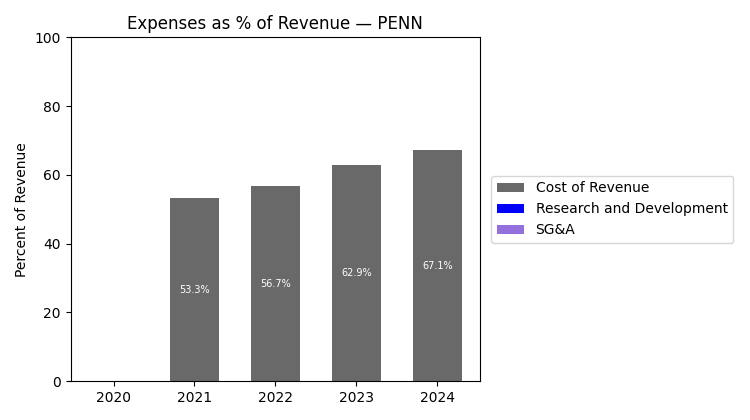 Expenses as % of Revenue — PENN
100
80
60
40
20
0
Percent of Revenue
53.3%
56.7%
62.9%
67.1%
2020 2021 2022 2023 2024
Cost of Revenue
Research and Development
SG&A